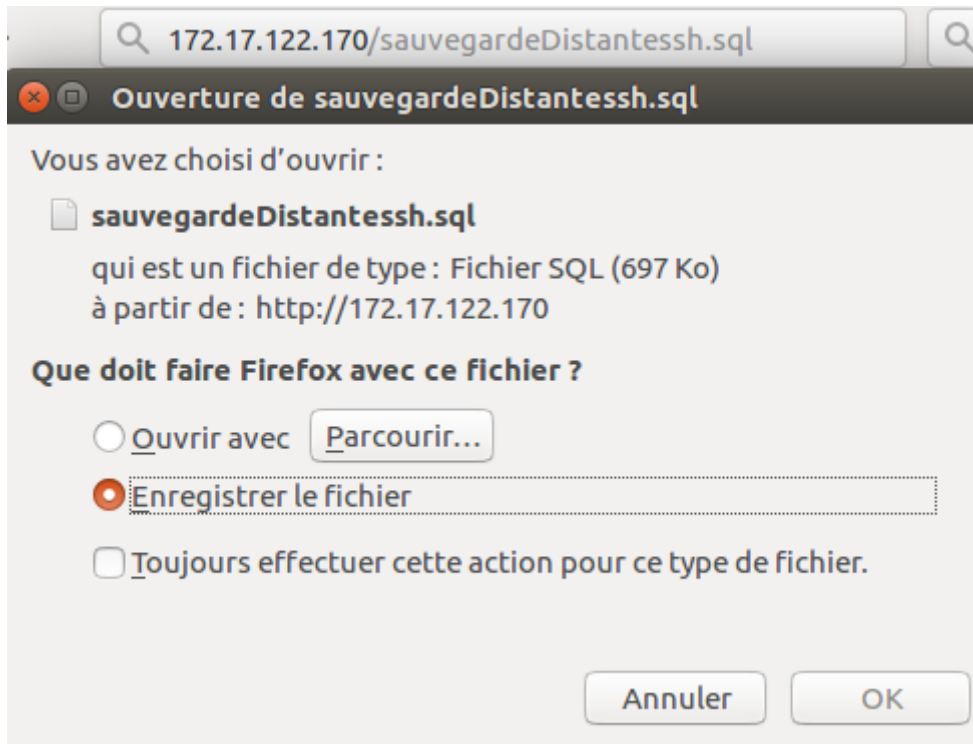 172.17.122.170/sauvegardeDistantessh.sql
Ouverture de sauvegardeDistantessh.sql
Vous avez choisi d'ouvrir :
sauvegardeDistantessh.sql
qui est un fichier de type : Fichier SQL (697 Ko)
à partir de : http://172.17.122.170
Que doit faire Firefox avec ce fichier ?
Ouvrir avec Parcourir...
Enregistrer le fichier
Toujours effectuer cette action pour ce type de fichier.
Annuler OK